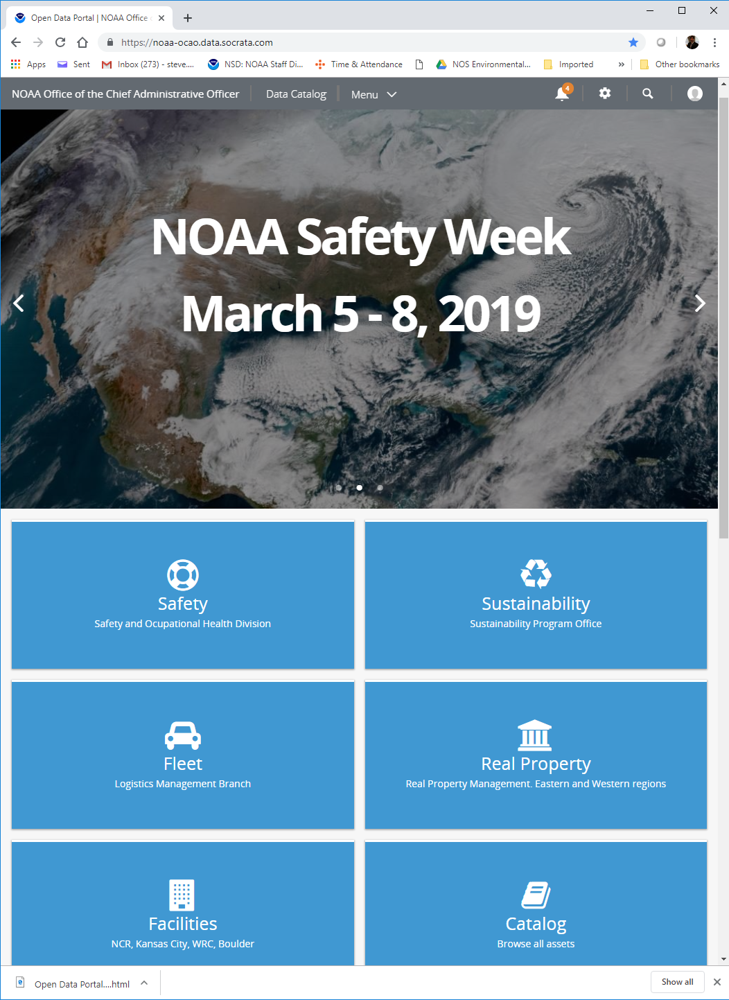 Open Data Portal | NOAA Office
https://noaa-ocao.data.socrata.com
Apps Sent Inbox (273) - steve.... NSD: NOAA Staff Di... Time & Attendance NOS Environmental... Imported » Other bookmarks
NOAA Office of the Chief Administrative Officer Data Catalog Menu 4
NOAA Safety Week
March 5 - 8, 2019
Safety
Safety and Ocupational Health Division
Sustainability
Sustainability Program Office
Fleet
Logistics Management Branch
Real Property
Real Property Management. Eastern and Western regions
Facilities
NCR, Kansas City, WRC, Boulder
Catalog
Browse all assets
Open Data Portal....html Show all